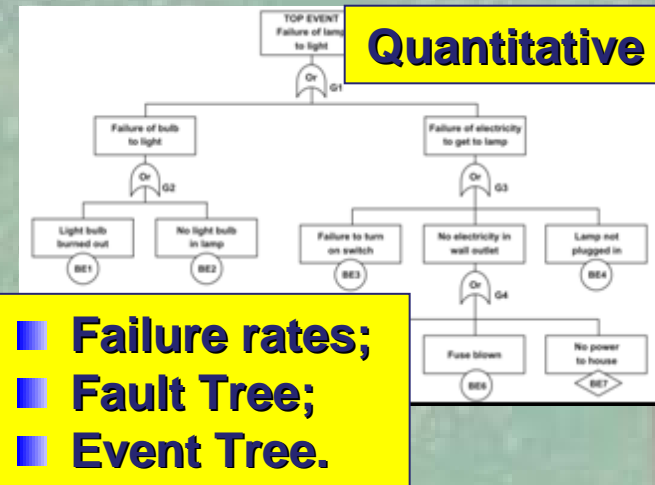 TOP EVENT
Failure of lamp
to light
Quantitative
Or
G1
Failure of bulb
to light
Failure of electricity
to get to lamp
Or
G2
Or
G3
Light bulb
burned out
No light bulb
in lamp
Failure to turn
on switch
No electricity in
wall outlet
Lamp not
plugged in
BE1
BE2
BE3
Or
G4
BE4
Fuse blown
No power
to house
BE6
BE7
Failure rates;
Fault Tree;
Event Tree.